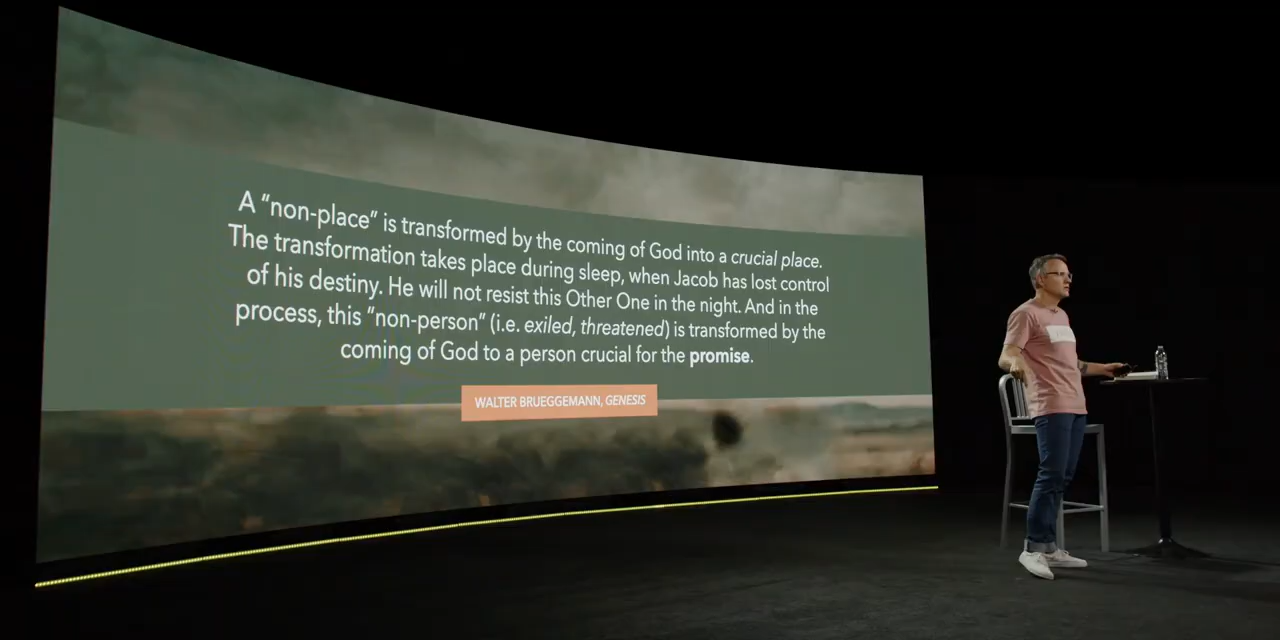 A “non-place” is transformed by the coming of God into a crucial place.
The transformation takes place during sleep, when Jacob has lost control
of his destiny. He will not resist this Other One in the night. And in the
process, this “non-person” (i.e. exiled, threatened) is transformed by the
coming of God to a person crucial for the promise.
WALTER BRUEGGEMANN, GENESIS